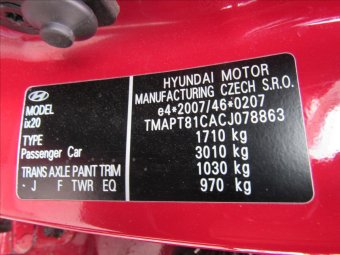 HYUNDAI MOTOR
MANUFACTURING CZECH S.R.O.
e4*2007/46*0207
TMAPT81CACJ078863
1710 kg
3010 kg
1030 kg
970 kg
MODEL
ix20
TYPE
Passenger Car
TRANS AXLE PAINT TRIM
- J F TWR EQ